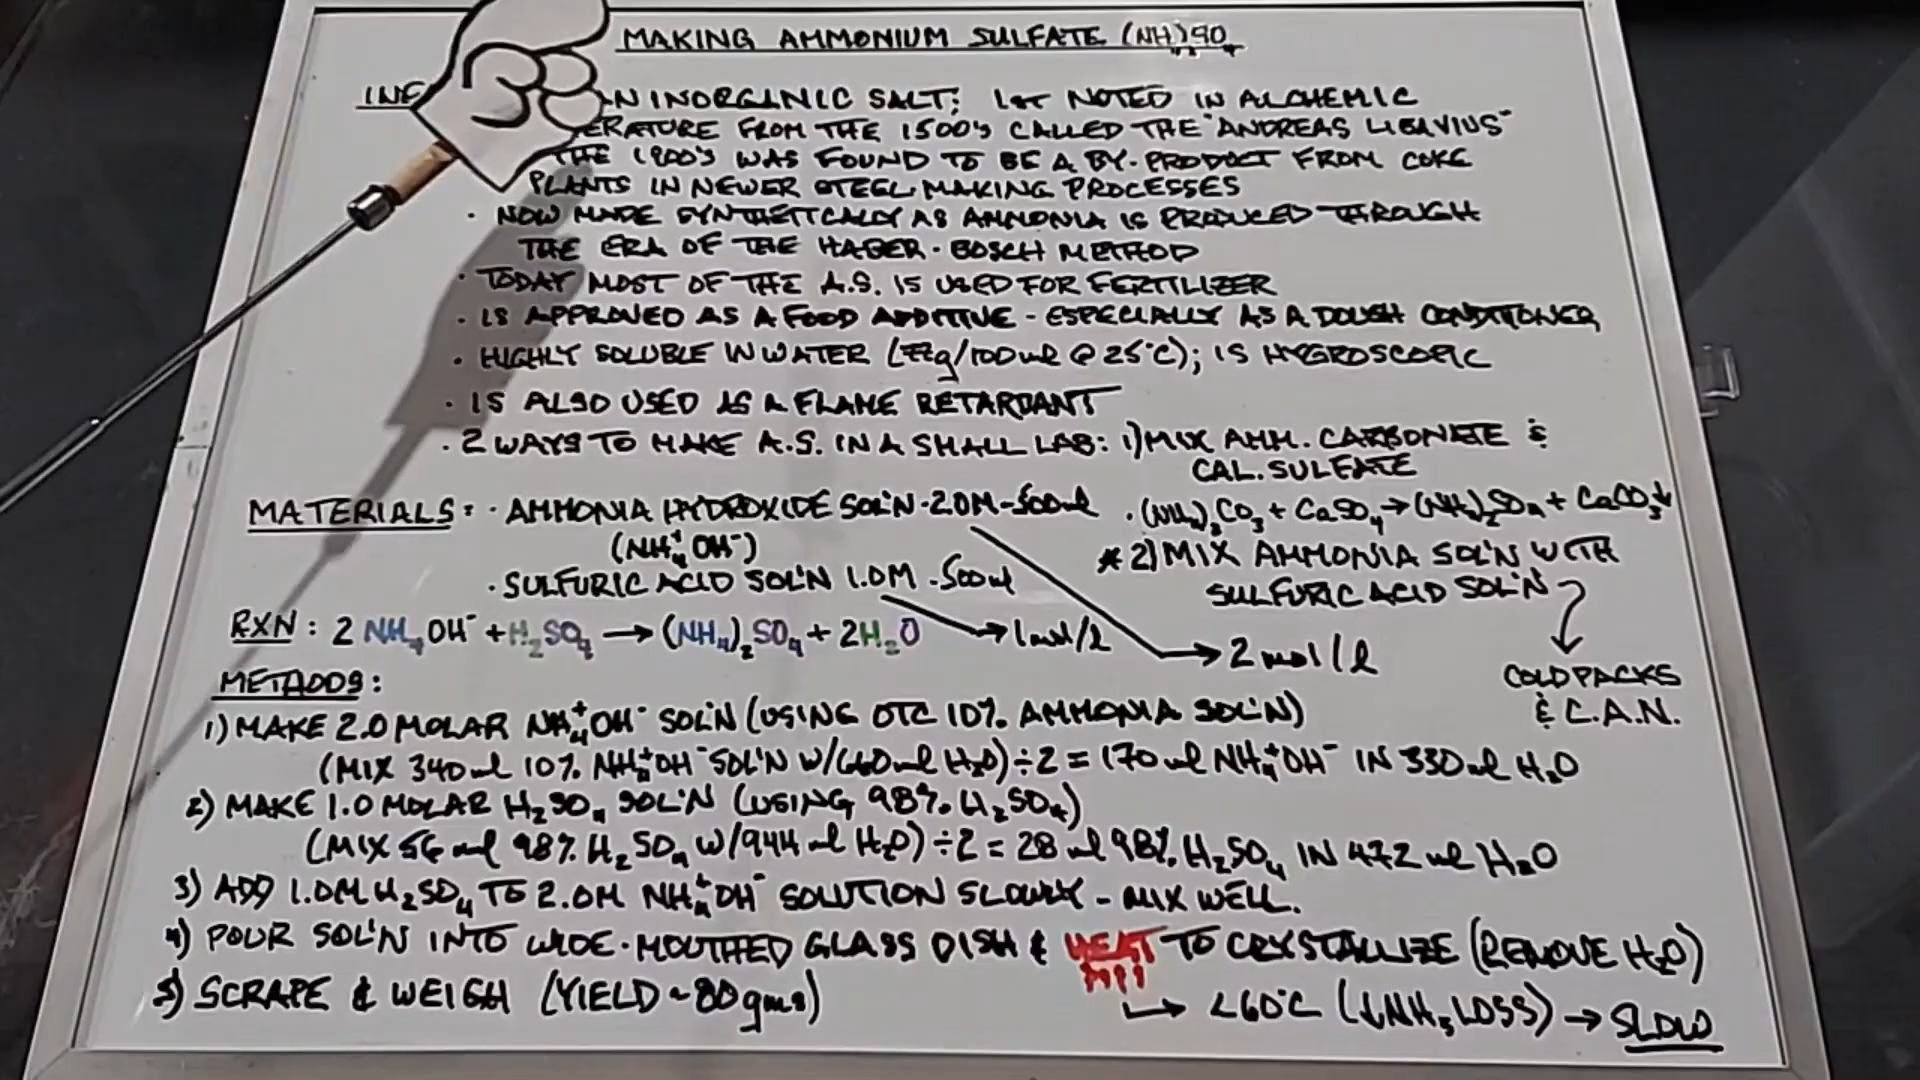 MAKING AMMONIUM SULFATE (NH4)2SO4
AN INORGANIC SALT; 1ST NOTED IN ALCHEMIC
ERATURE FROM THE 1500's CALLED THE "ANDREAS LIBAVIUS"
THE 1800's WAS FOUND TO BE A BY-PRODUCT FROM COKE
PLANTS IN NEWER STEEL MAKING PROCESSES
· NOW MADE SYNTHETICALLY AS AMMONIA IS PRODUCED THROUGH
THE ERA OF THE HABER-BOSCH METHOD
· TODAY MOST OF THE A.S. IS USED FOR FERTILIZER
· IS APPROVED AS A FOOD ADDITIVE - ESPECIALLY AS A DOUGH CONDITIONER
· HIGHLY SOLUBLE IN WATER (77g/100ml @ 25°C); IS HYGROSCOPIC
· IS ALSO USED AS A FLAME RETARDANT
· 2 WAYS TO MAKE A.S. IN A SMALL LAB: 1) MIX AMM. CARBONATE &
CAL. SULFATE
· (NH4)2CO3 + CaSO4 → (NH4)2SO4 + CaCO3↓
* 2) MIX AMMONIA SOL'N WITH
SULFURIC ACID SOL'N
COLD PACKS
& C.A.N.
MATERIALS: · AMMONIA HYDROXIDE SOL'N - 2.0M - 500ml
(NH4+OH-)
· SULFURIC ACID SOL'N 1.0M - 500ml
→ 1mol/l
→ 2mol/l
RXN: 2 NH4OH- + H2SO4 → (NH4)2SO4 + 2H2O
METHODS:
1) MAKE 2.0 MOLAR NH4+OH- SOL'N (USING OTC 10% AMMONIA SOL'N)
(MIX 340ml 10% NH4+OH- SOL'N W/660ml H2O) ÷ 2 = 170ml NH4+OH- IN 330ml H2O
2) MAKE 1.0 MOLAR H2SO4 SOL'N (USING 98% H2SO4)
(MIX 56ml 98% H2SO4 W/944ml H2O) ÷ 2 = 28ml 98% H2SO4 IN 472ml H2O
3) ADD 1.0M H2SO4 TO 2.0M NH4+OH- SOLUTION SLOWLY - MIX WELL.
4) POUR SOL'N INTO WIDE-MOUTHED GLASS DISH & HEAT TO CRYSTALLIZE (REMOVE H2O)
→ <60°C (↓NH3 LOSS) → SLOW
5) SCRAPE & WEIGH (YIELD ~ 80gms)